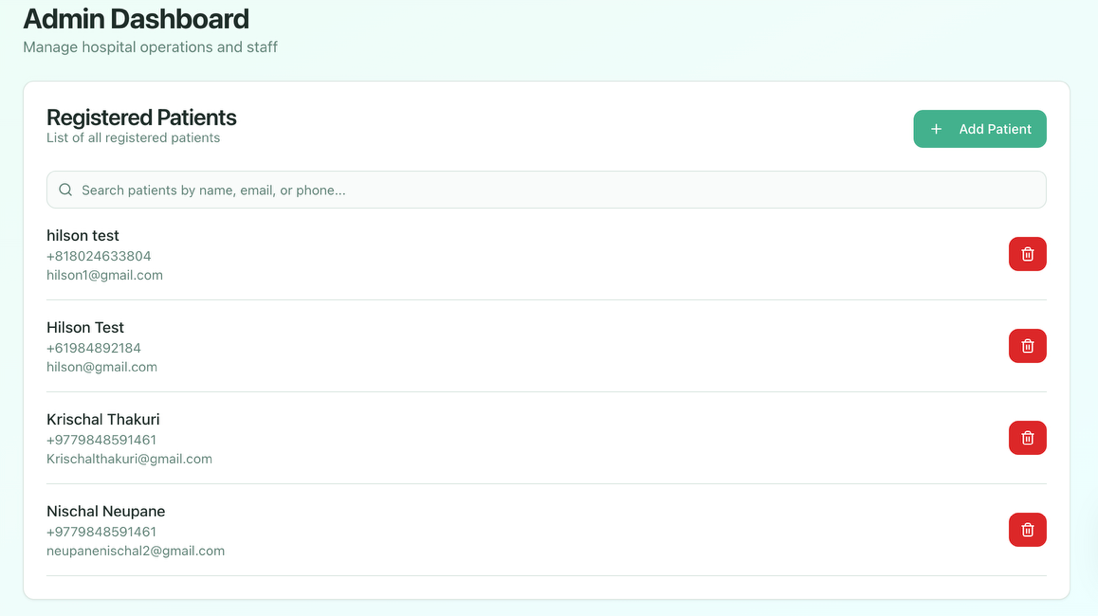 Admin Dashboard
Manage hospital operations and staff
Registered Patients
List of all registered patients
+ Add Patient
Search patients by name, email, or phone...
hilson test
+818024633804
hilson1@gmail.com
Hilson Test
+61984892184
hilson@gmail.com
Krischal Thakuri
+9779848591461
Krischalthakuri@gmail.com
Nischal Neupane
+9779848591461
neupanenischal2@gmail.com